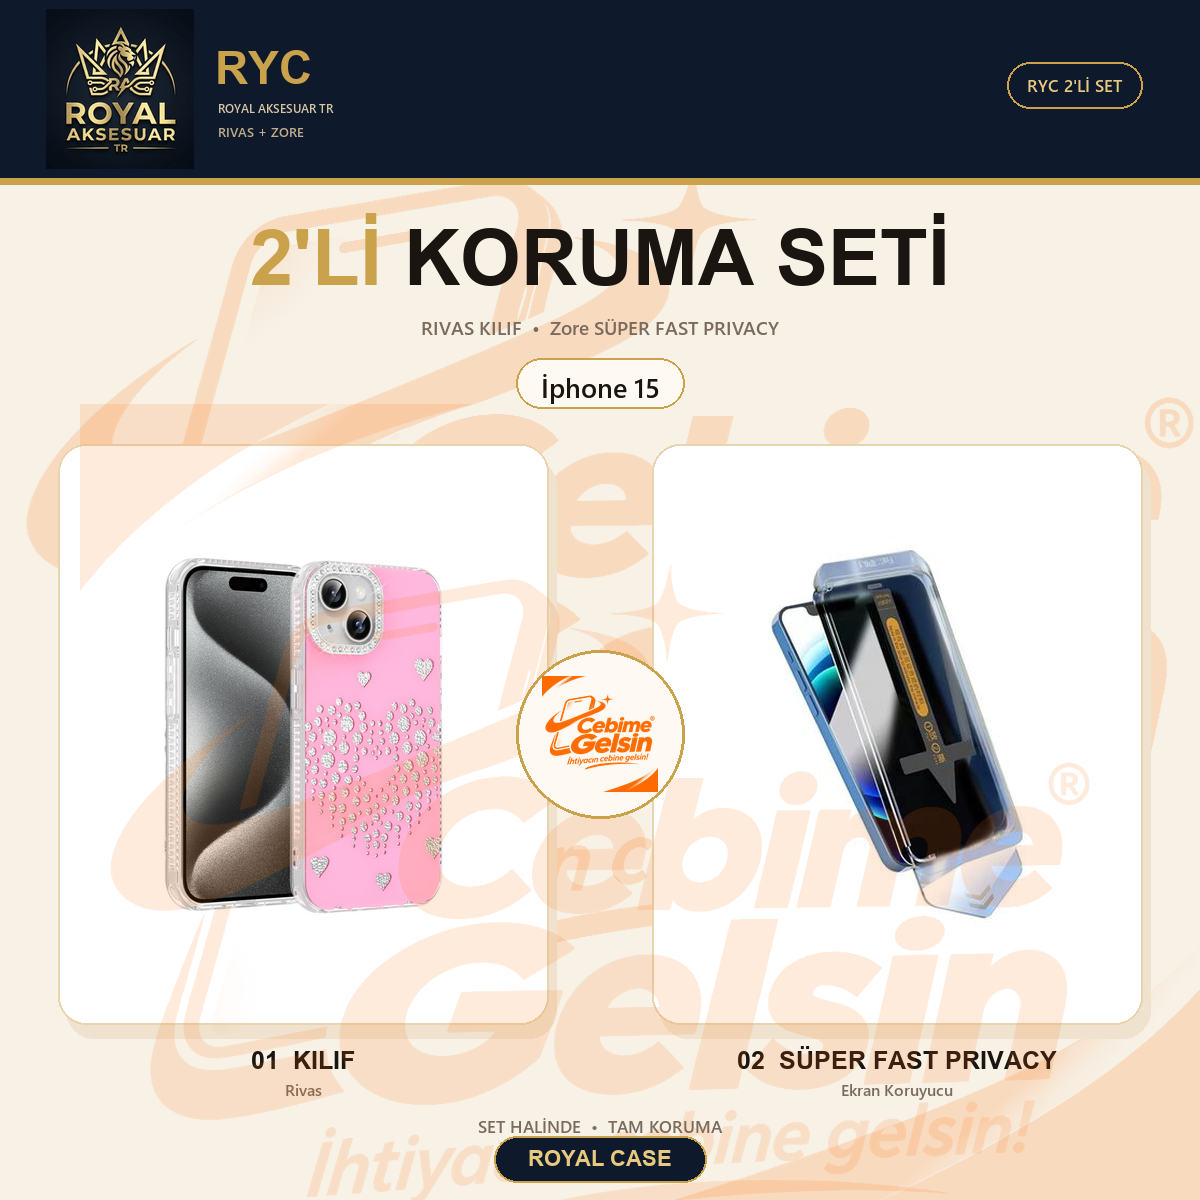 ROYAL
AKSESUAR
TR
RYC
ROYAL AKSESUAR TR
RIVAS + ZORE
RYC 2'Lİ SET
2'Lİ KORUMA SETİ
RIVAS KILIF • Zore SÜPER FAST PRIVACY
İphone 15
Cebime
Gelsin
İhtiyacın cebine gelsin!
01 KILIF
Rivas
02 SÜPER FAST PRIVACY
Ekran Koruyucu
SET HALİNDE • TAM KORUMA
ROYAL CASE
Cebime®
Gelsin